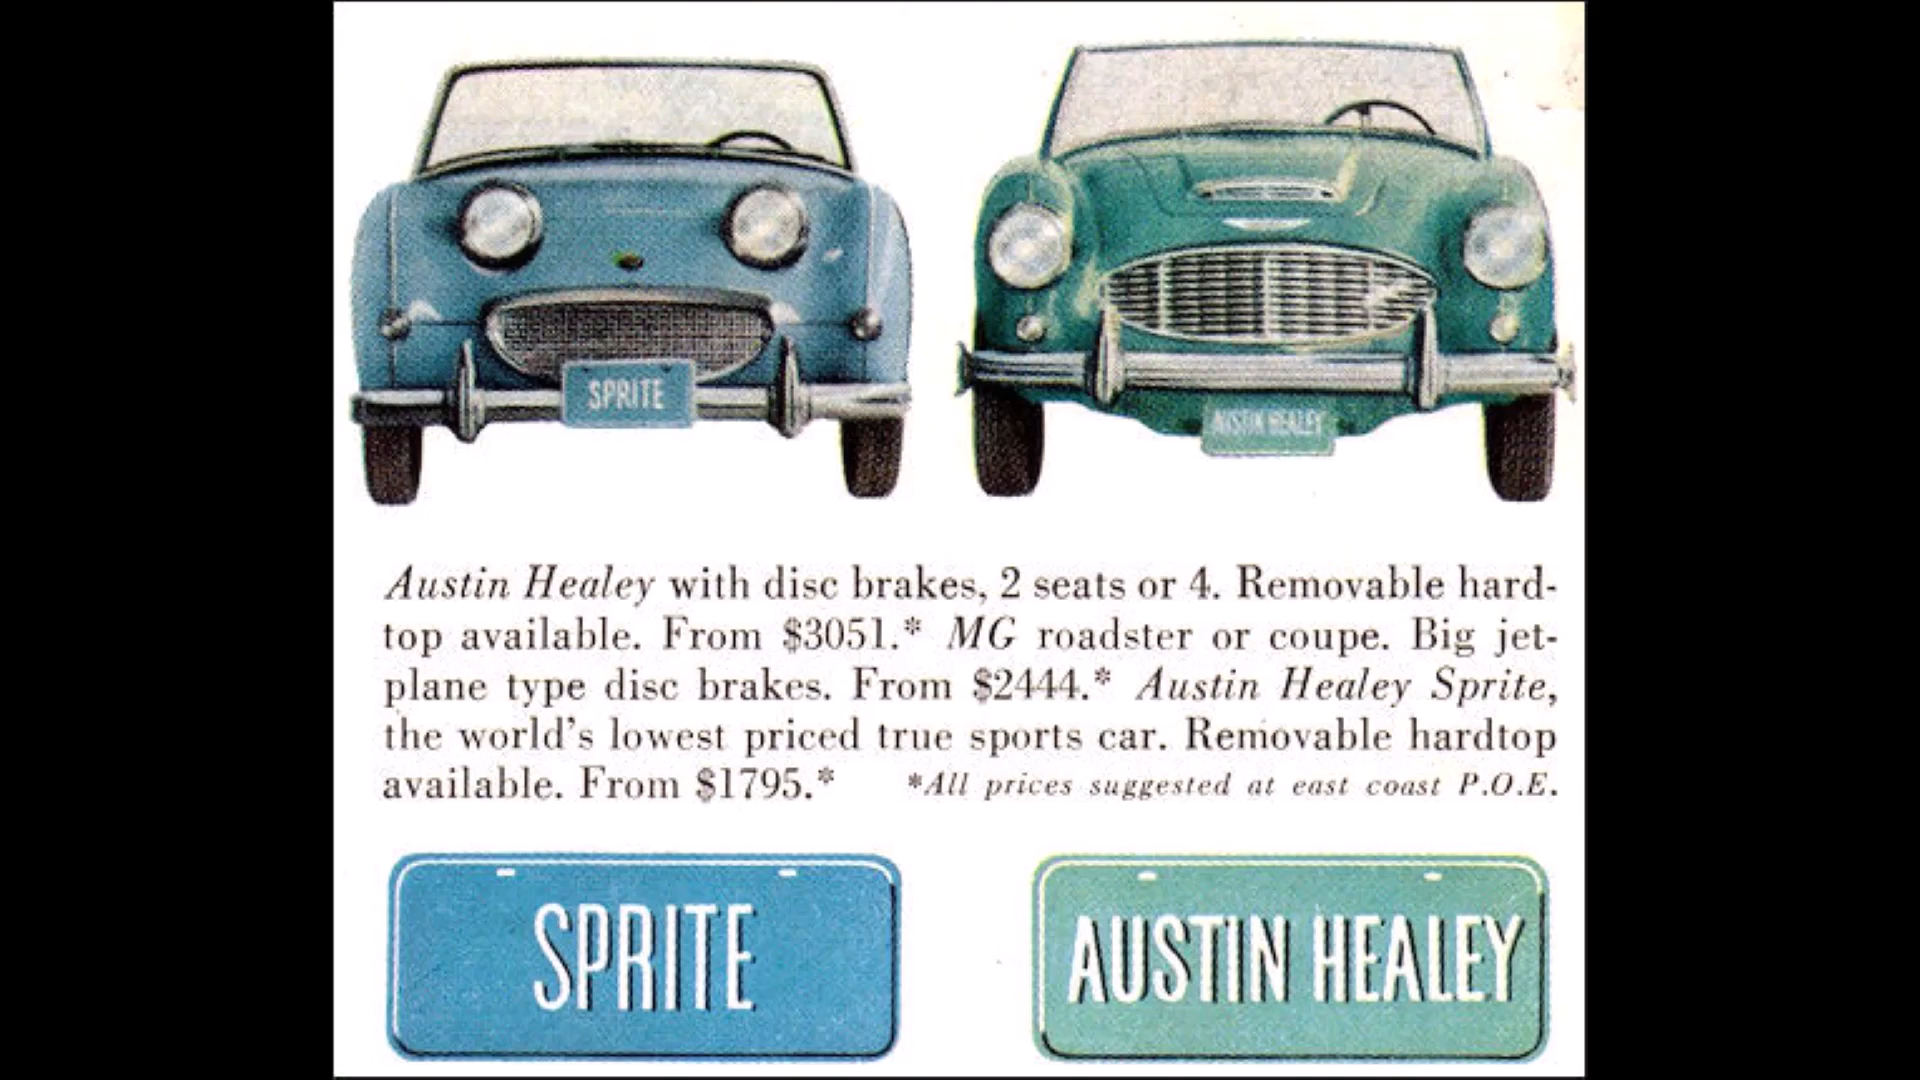 SPRITE
AUSTIN HEALEY
Austin Healey with disc brakes, 2 seats or 4. Removable hard-
top available. From $3051.* MG roadster or coupe. Big jet-
plane type disc brakes. From $2444.* Austin Healey Sprite,
the world's lowest priced true sports car. Removable hardtop
available. From $1795.* *All prices suggested at east coast P.O.E.
SPRITE
AUSTIN HEALEY